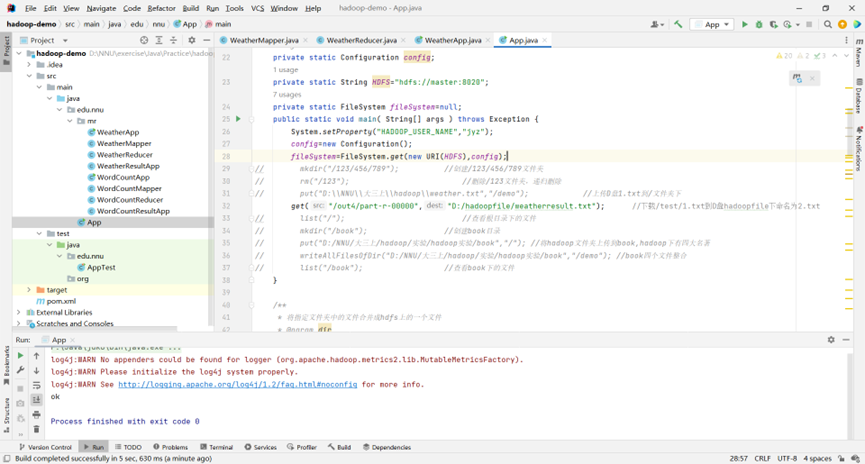 File Edit View Navigate Code Refactor Build Run Tools VCS Window Help hadoop-demo - App.java
hadoop-demo src main java edu nnu App main
App
Project
WeatherMapper.java WeatherReducer.java WeatherApp.java App.java
hadoop-demo D:\NNU\exercise\Java\Practice\hadoo
.idea
src
main
java
edu.nnu
mr
WeatherApp
WeatherMapper
WeatherReducer
WeatherResultApp
WordCountApp
WordCountMapper
WordCountReducer
WordCountResultApp
App
test
java
edu.nnu
AppTest
org
target
pom.xml
External Libraries
Scratches and Consoles
Project
Bookmarks
Structure
Maven
Database
Notifications
20 2 3
22 private static Configuration config;
1 usage
23 private static String HDFS="hdfs://master:8020";
7 usages
24 private static FileSystem fileSystem=null;
25 public static void main( String[] args ) throws Exception {
26 System.setProperty("HADOOP_USER_NAME","jyz");
27 config=new Configuration();
28 fileSystem=FileSystem.get(new URI(HDFS),config);
29 // mkdir("/123/456/789"); //创建/123/456/789文件夹
30 // rm("/123"); //删除/123文件夹，递归删除
31 // put("D:\\NNU\\大三上\\hadoop\\weather.txt","/demo"); //上传D盘1.txt到/文件夹下
32 get( src: "/out4/part-r-00000", dest: "D:/hadoopfile/weatherresult.txt"); //下载/test/1.txt到D盘hadoopfile下命名为2.txt
33 // list("/"); //查看根目录下的文件
34 // mkdir("/book"); //创建book目录
35 // put("D:/NNU/大三上/hadoop/实验/hadoop实验/book","/"); //将hadoop文件夹上传到book,hadoop下有四大名著
36 // writeAllFilesOfDir("D:/NNU/大三上/hadoop/实验/hadoop实验/book","/demo"); //book四个文件整合
37 // list("/book"); //查看book下的文件
38 }
39
40 /**
41 * 将指定文件夹中的文件合并成hdfs上的一个文件
42 * @param dir
Run: App
log4j:WARN No appenders could be found for logger (org.apache.hadoop.metrics2.lib.MutableMetricsFactory).
log4j:WARN Please initialize the log4j system properly.
log4j:WARN See http://logging.apache.org/log4j/1.2/faq.html#noconfig for more info.
ok
Process finished with exit code 0
Version Control Run TODO Problems Terminal Services Profiler Build Dependencies
Build completed successfully in 5 sec, 630 ms (a minute ago) 28:57 CRLF UTF-8 4 spaces